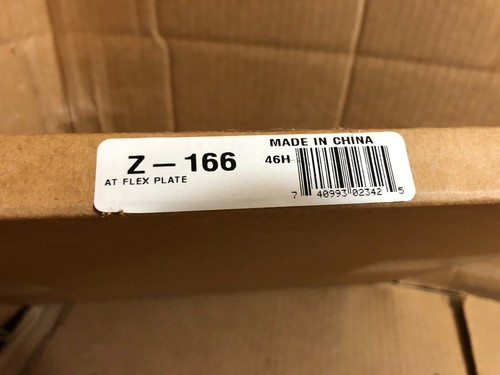 Z-166
AT FLEX PLATE
MADE IN CHINA
46H
7 40993 02342 5